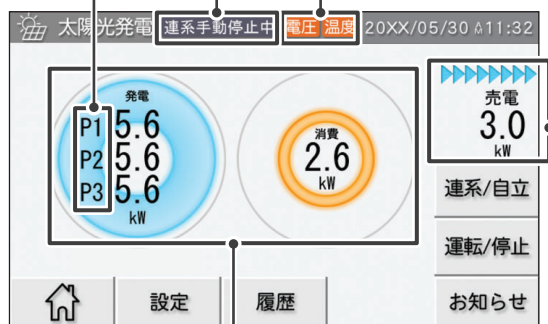 太陽光発電 連系手動停止中 電圧 温度 20XX/05/30 11:32
発電
P1 5.6
P2 5.6
P3 5.6
kW
消費
2.6
kW
売電
3.0
kW
連系/自立
運転/停止
設定 履歴 お知らせ